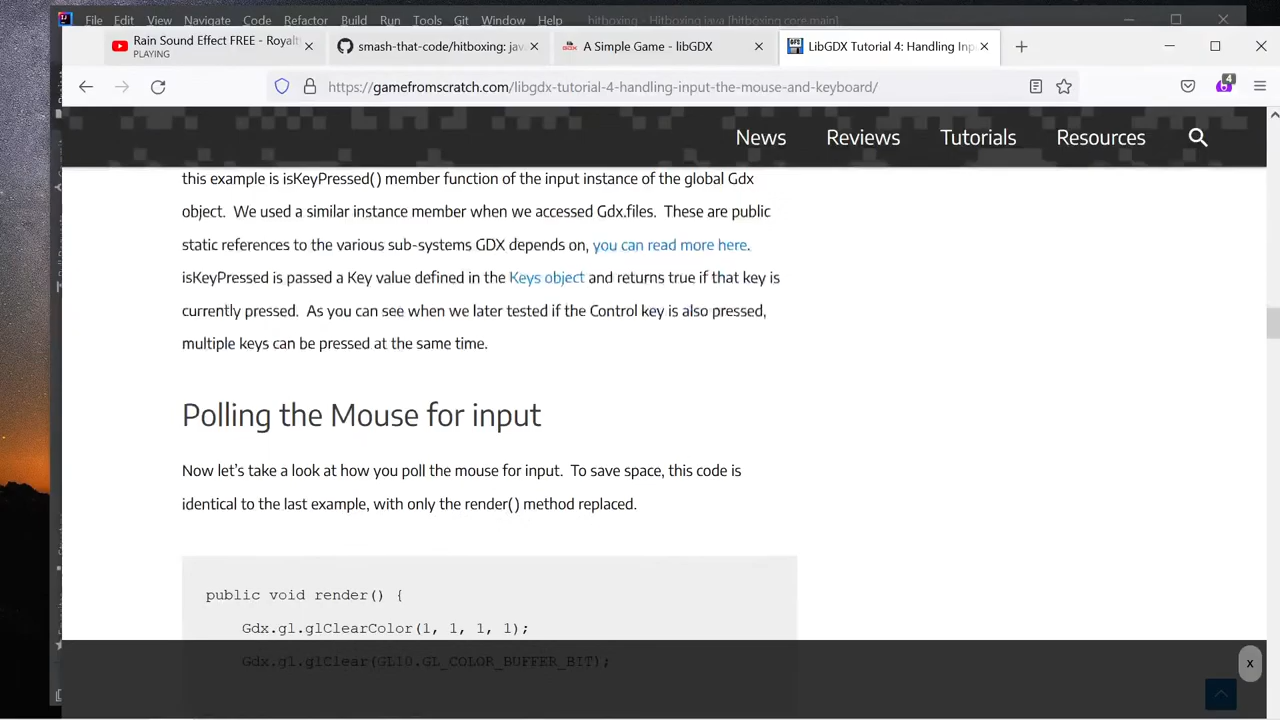 File Edit View Navigate Code Refactor Build Run Tools Git Window Help hitboxing - Hitboxing.java [hitboxing.core.main]
Rain Sound Effect FREE - Royalt
PLAYING
smash-that-code/hitboxing: jav
A Simple Game - libGDX
LibGDX Tutorial 4: Handling Inp
https://gamefromscratch.com/libgdx-tutorial-4-handling-input-the-mouse-and-keyboard/
4
News Reviews Tutorials Resources
this example is isKeyPressed() member function of the input instance of the global Gdx
object. We used a similar instance member when we accessed Gdx.files. These are public
static references to the various sub-systems GDX depends on, you can read more here.
isKeyPressed is passed a Key value defined in the Keys object and returns true if that key is
currently pressed. As you can see when we later tested if the Control key is also pressed,
multiple keys can be pressed at the same time.
Polling the Mouse for input
Now let's take a look at how you poll the mouse for input. To save space, this code is
identical to the last example, with only the render() method replaced.
public void render() {
Gdx.gl.glClearColor(1, 1, 1, 1);
Gdx.gl.glClear(GL10.GL_COLOR_BUFFER_BIT);
x